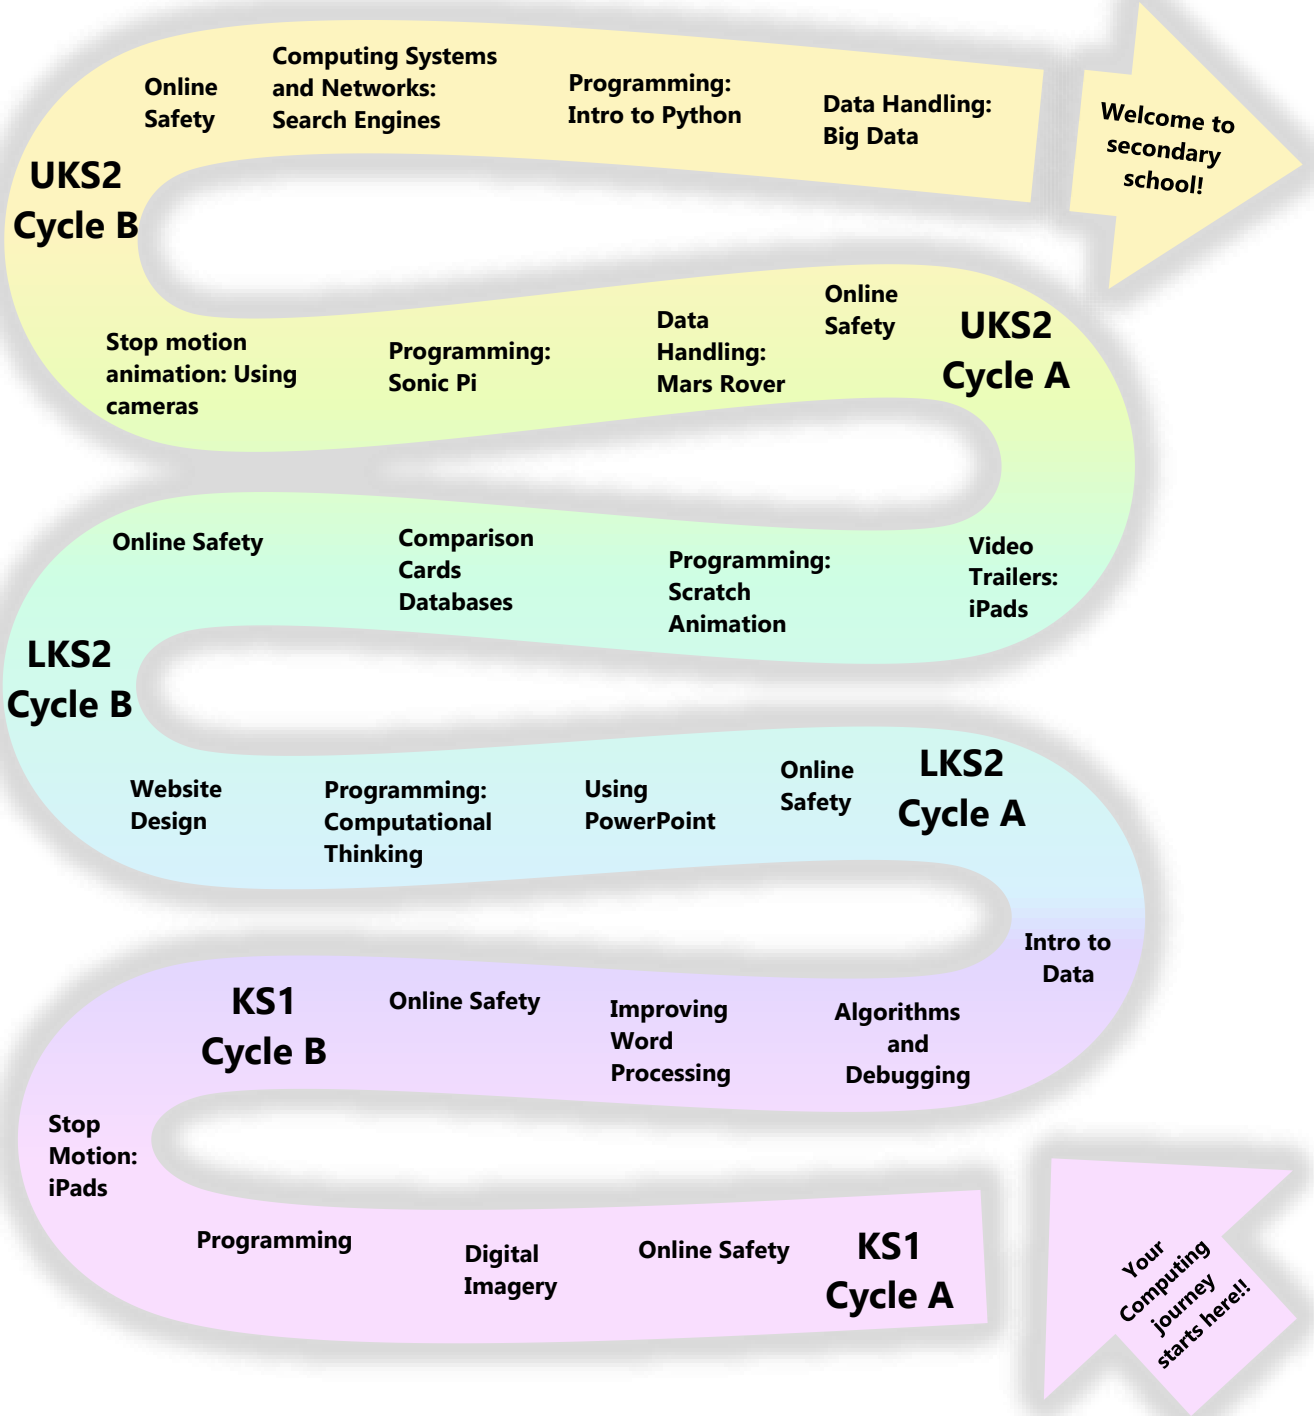 Online
Safety
Computing Systems
and Networks:
Search Engines
Programming:
Intro to Python
Data Handling:
Big Data
Welcome to
secondary
school!
UKS2
Cycle B
Stop motion
animation: Using
cameras
Programming:
Sonic Pi
Data
Handling:
Mars Rover
Online
Safety
UKS2
Cycle A
Online Safety
Comparison
Cards
Databases
Programming:
Scratch
Animation
Video
Trailers:
iPads
LKS2
Cycle B
Website
Design
Programming:
Computational
Thinking
Using
PowerPoint
Online
Safety
LKS2
Cycle A
Intro to
Data
KS1
Cycle B
Online Safety
Improving
Word
Processing
Algorithms
and
Debugging
Stop
Motion:
iPads
Programming
Digital
Imagery
Online Safety
KS1
Cycle A
Your
Computing
journey
starts here!!